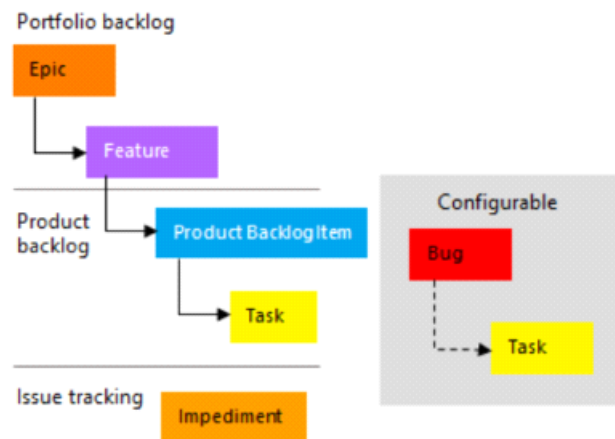 Portfolio backlog
Epic
Feature
Product
backlog
Product Backlog Item
Task
Configurable
Bug
Task
Issue tracking
Impediment